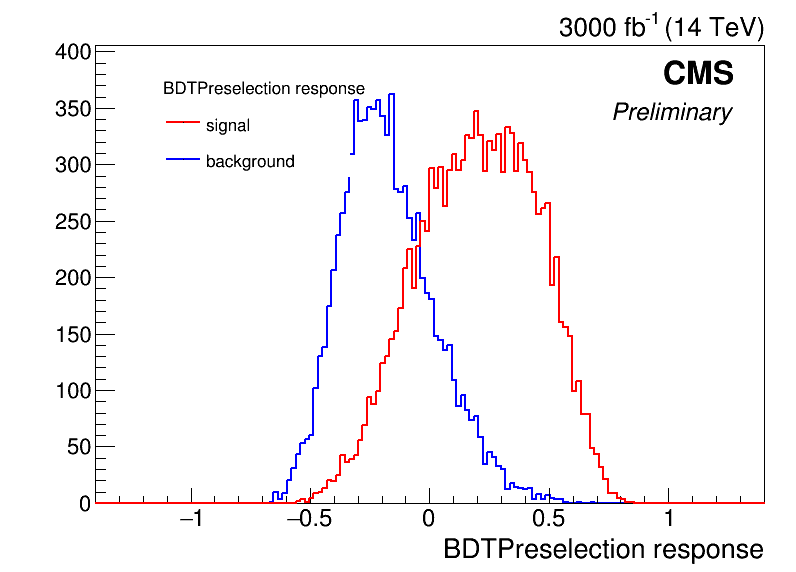 3000 fb-1 (14 TeV)
CMS
Preliminary
BDTPreselection response
signal
background
400
350
300
250
200
150
100
50
0
−1 −0.5 0 0.5 1
BDTPreselection response